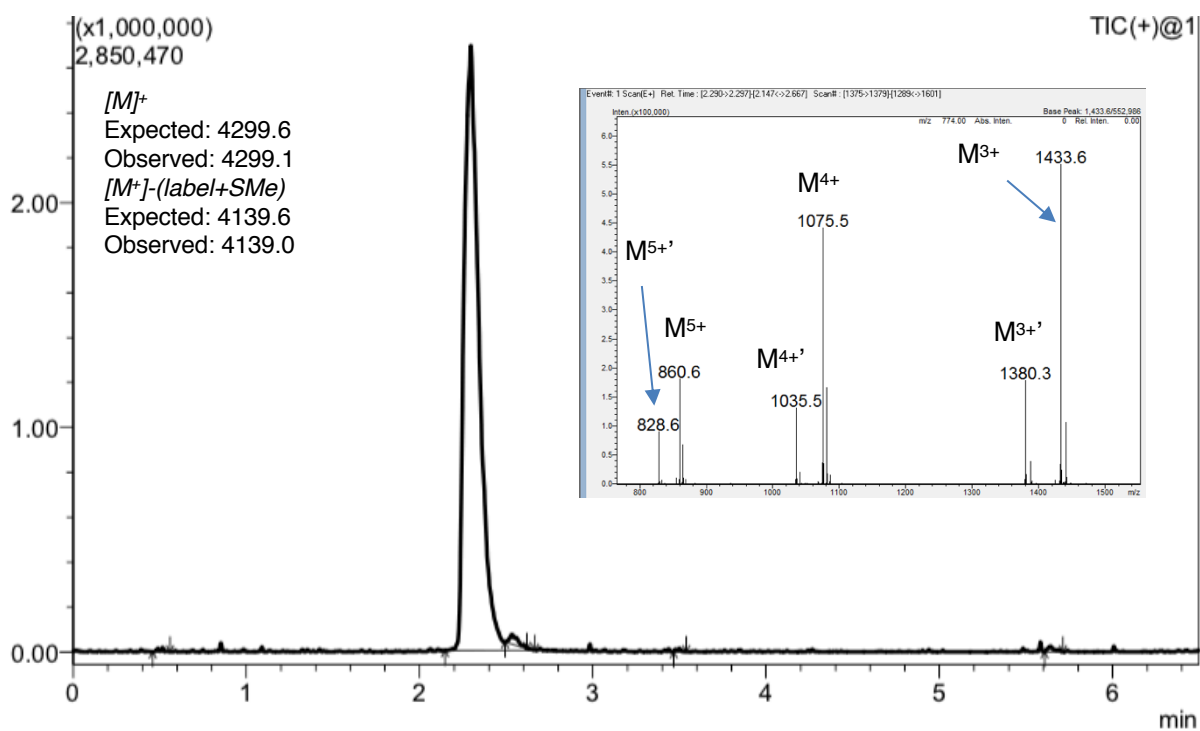 (x1,000,000)
2,850,470
TIC(+)@1
[M]+
Expected: 4299.6
Observed: 4299.1
[M+]-(label+SMe)
Expected: 4139.6
Observed: 4139.0
Event#: 1 Scan(E+) Ret. Time : [2.290->2.297]-[2.147<->2.667] Scan# : [1375->1379]-[1289<->1601]
Inten.(x100,000)
Base Peak: 1,433.6/552,986
m/z 774.00 Abs. Inten. 0 Rel. Inten. 0.00
6.0
5.5
5.0
4.5
4.0
3.5
3.0
2.5
2.0
1.5
1.0
0.5
0.0
M3+
1433.6
M4+
1075.5
M5+’
M5+
860.6
828.6
M4+’
1035.5
M3+’
1380.3
800 900 1000 1100 1200 1300 1400 1500 m/z
2.00
1.00
0.00
0 1 2 3 4 5 6
min